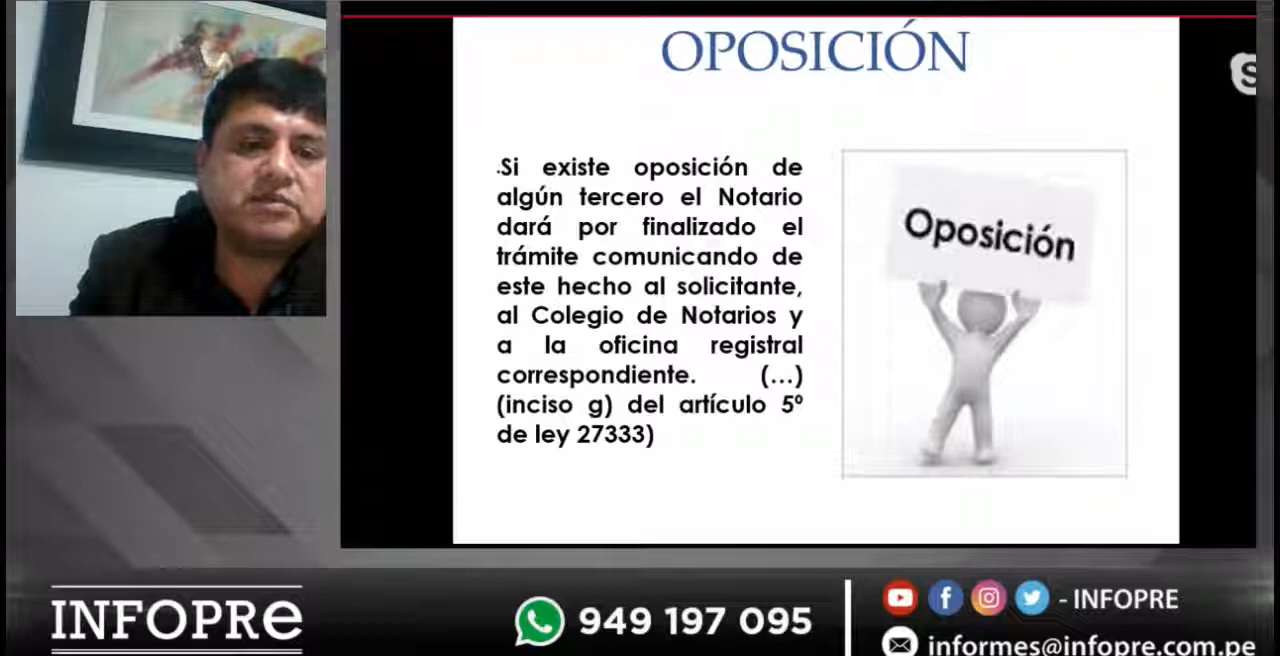 OPOSICIÓN
.Si existe oposición de
algún tercero el Notario
dará por finalizado el
trámite comunicando de
este hecho al solicitante,
al Colegio de Notarios y
a la oficina registral
correspondiente. (...)
(inciso g) del artículo 5º
de ley 27333)
Oposición
INFOPRe
949 197 095
- INFOPRE
informes@infopre.com.pe